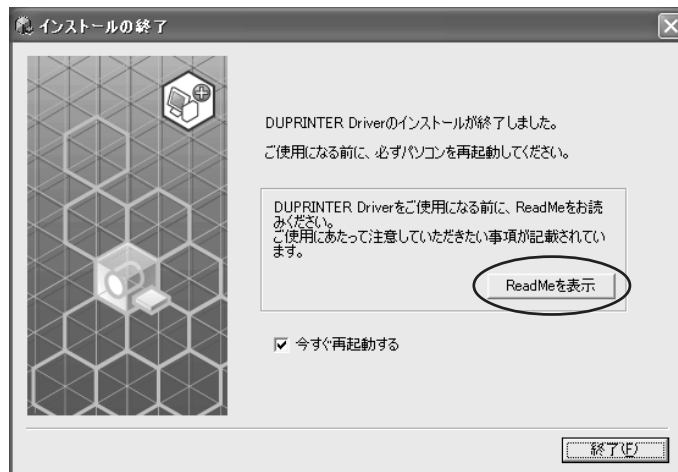 インストールの終了
DUPRINTER Driverのインストールが終了しました。
ご使用になる前に、必ずパソコンを再起動してください。
DUPRINTER Driverをご使用になる前に、ReadMeをお読
みください。
ご使用にあたって注意していただきたい事項が記載されてい
ます。
ReadMeを表示
今すぐ再起動する
終了(F)